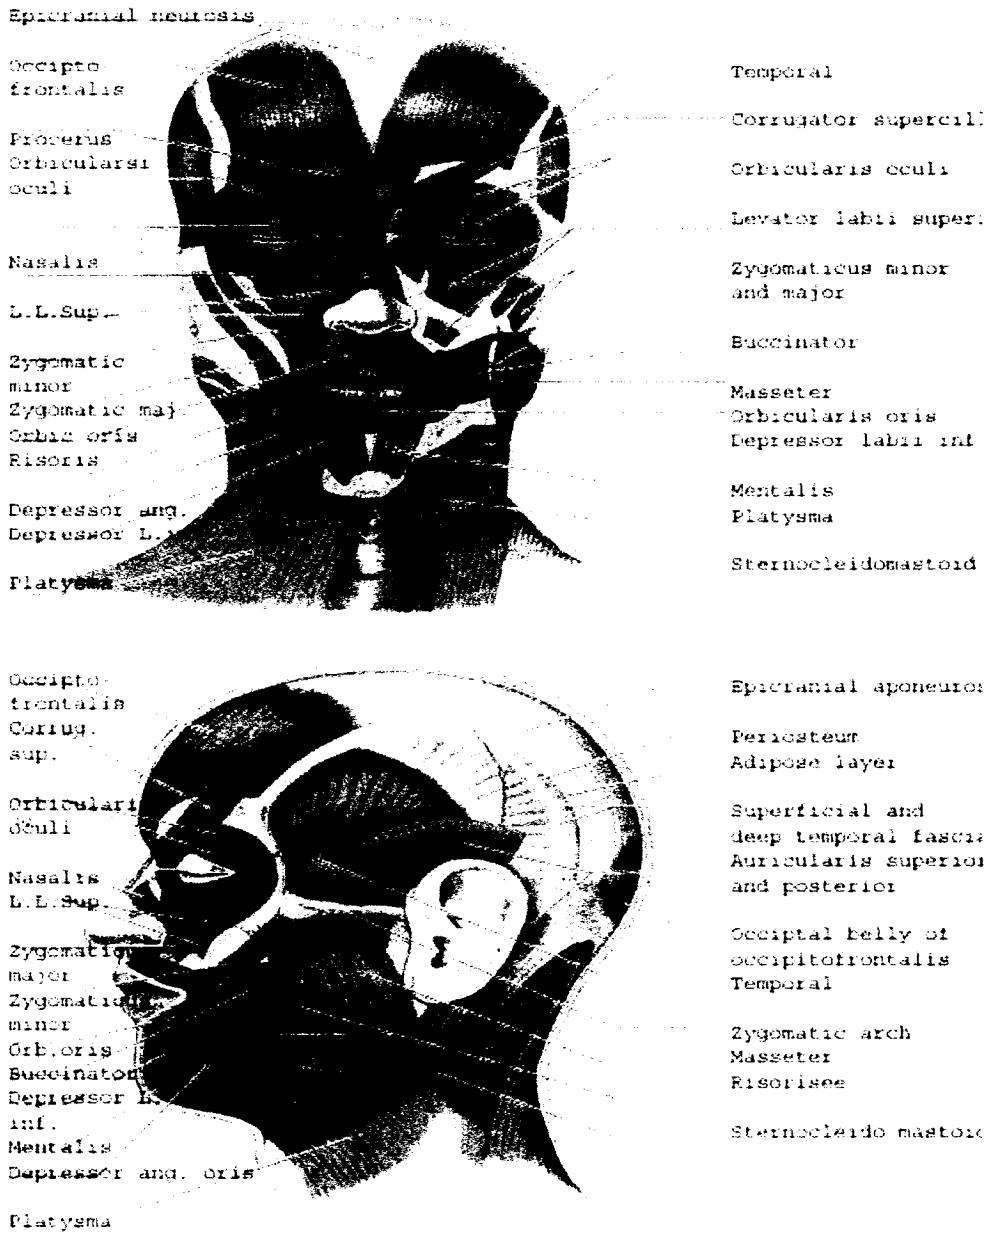 Epicranial neurosis
Occipto
frontalis
Procerus
Orbicularsi
oculi
Nasalis
L.L.Sup.
Zygomatic
minor
Zygomatic maj
Orbic oris
Risoris
Depressor ang.
Depressor L.
Platysma
Temporal
Corrugator supercil
Orbicularis oculi
Levator labii super
Zygomaticus minor
and major
Buccinator
Masseter
Orbicularis oris
Depressor labii inf
Mentalis
Platysma
Sternocleidomastoid
Occipto
frontalis
Corrug.
sup.
Orbiculari
oculi
Nasalis
L.L.Sup.
Zygomaticu
major
Zygomaticu
minor
Orb.oris
Buccinator
Depressor L.
inf.
Mentalis
Depressor ang. oris
Platysma
Epicranial aponeuros
Periosteum
Adipose layer
Superficial and
deep temporal fascia
Auricularis superior
and posterior
Occiptal belly of
occipitofrontalis
Temporal
Zygomatic arch
Masseter
Risorisee
Sternocleido mastoid